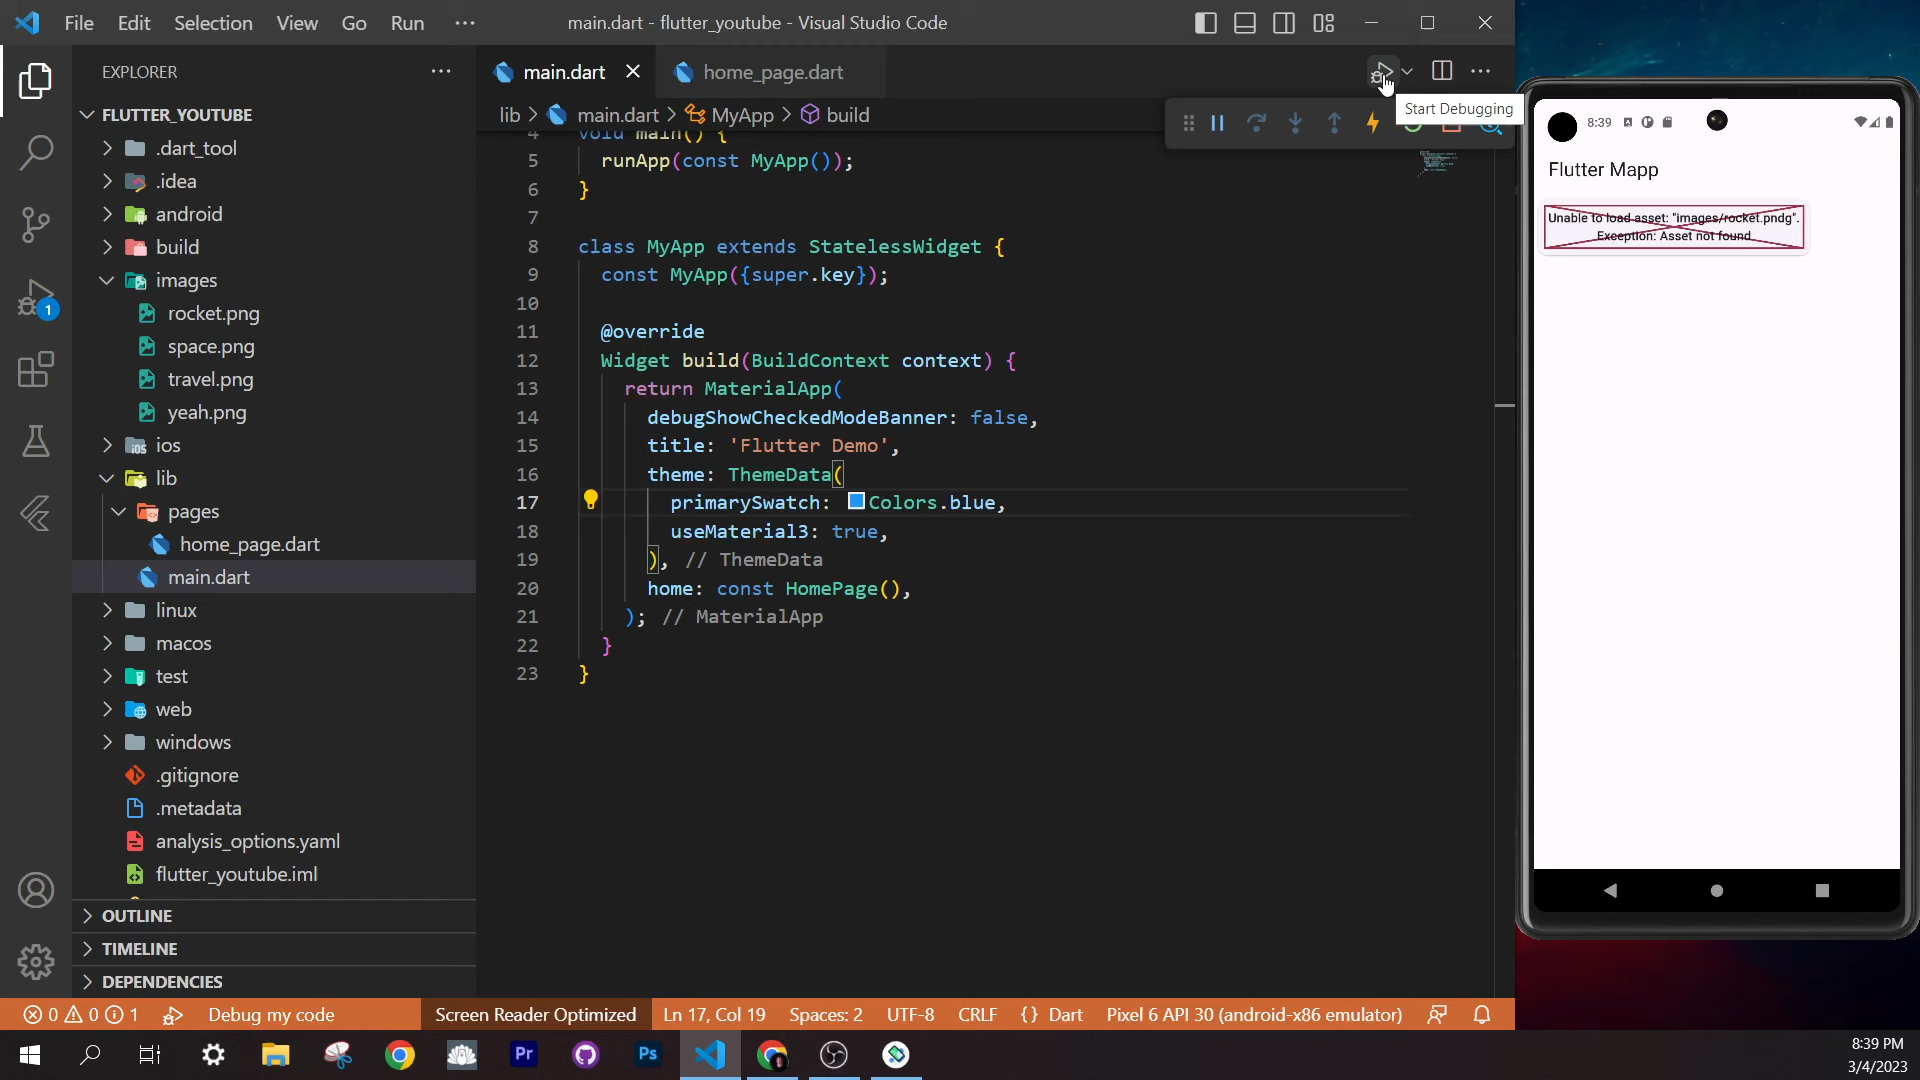 File Edit Selection View Go Run ···
main.dart - flutter_youtube - Visual Studio Code
EXPLORER
FLUTTER_YOUTUBE
.dart_tool
.idea
android
build
images
rocket.png
space.png
travel.png
yeah.png
ios
lib
pages
home_page.dart
main.dart
linux
macos
test
web
windows
.gitignore
.metadata
analysis_options.yaml
flutter_youtube.iml
OUTLINE
TIMELINE
DEPENDENCIES
1
main.dart home_page.dart
Start Debugging
lib > main.dart > MyApp > build
4 void main() {
5 runApp(const MyApp());
6 }
7
8 class MyApp extends StatelessWidget {
9 const MyApp({super.key});
10
11 @override
12 Widget build(BuildContext context) {
13 return MaterialApp(
14 debugShowCheckedModeBanner: false,
15 title: 'Flutter Demo',
16 theme: ThemeData(
17 primarySwatch: Colors.blue,
18 useMaterial3: true,
19 ), // ThemeData
20 home: const HomePage(),
21 ); // MaterialApp
22 }
23 }
8:39
Flutter Mapp
Unable to load asset: "images/rocket.pndg".
Exception: Asset not found
0 0 1 Debug my code Screen Reader Optimized Ln 17, Col 19 Spaces: 2 UTF-8 CRLF {} Dart Pixel 6 API 30 (android-x86 emulator)
Pr Ps
8:39 PM
3/4/2023